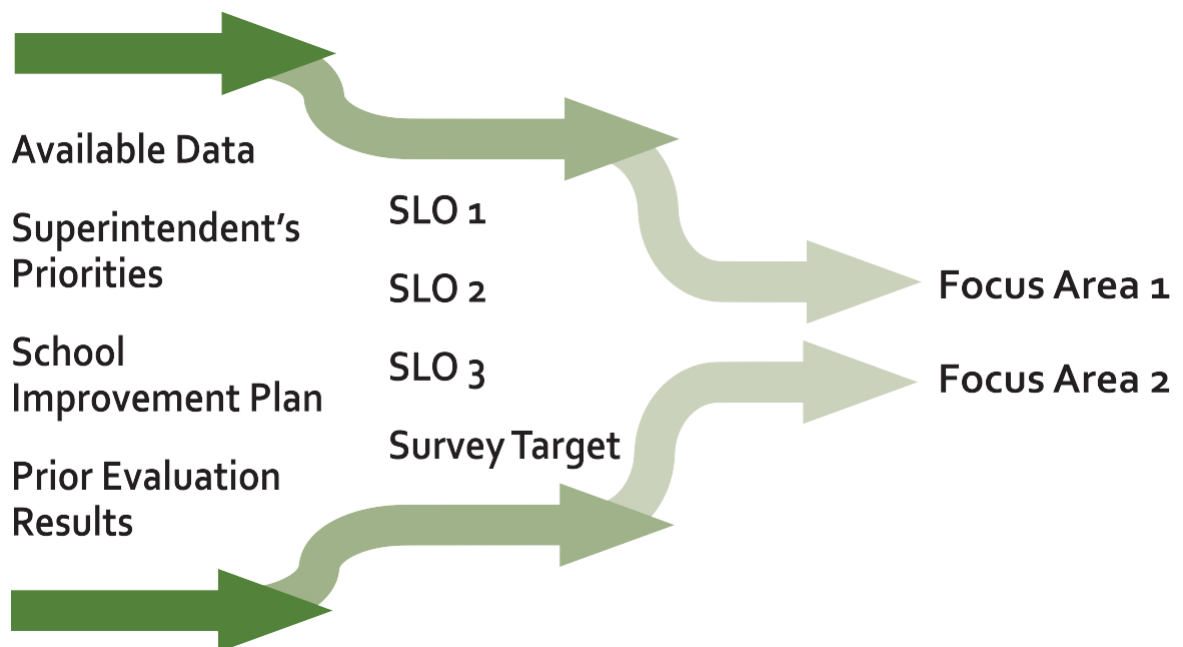 Available Data
Superintendent’s
Priorities
School
Improvement Plan
Prior Evaluation
Results
SLO 1
SLO 2
SLO 3
Survey Target
Focus Area 1
Focus Area 2